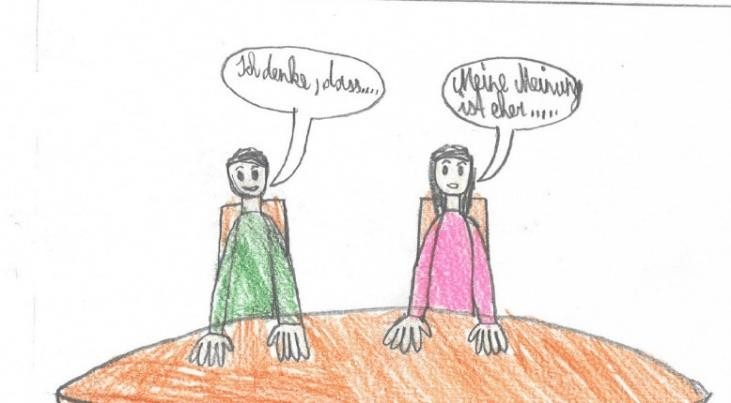 Ich denke, dass....
Meine Meinung
ist eher.....